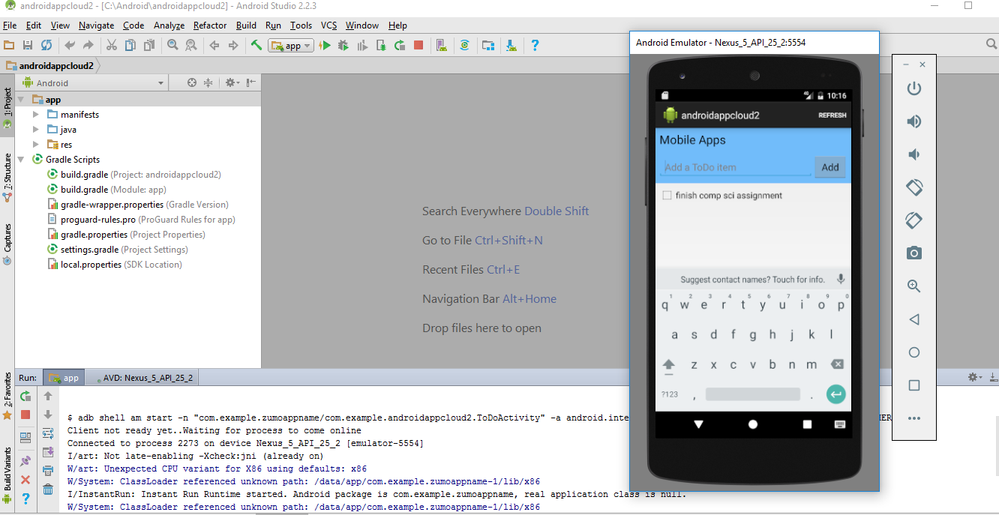 androidappcloud2 - [C:\Android\androidappcloud2] - Android Studio 2.2.3
File Edit View Navigate Code Analyze Refactor Build Run Tools VCS Window Help
app
androidappcloud2
Android
1: Project
7: Structure
Captures
2: Favorites
Build Variants
app
manifests
java
res
Gradle Scripts
build.gradle (Project: androidappcloud2)
build.gradle (Module: app)
gradle-wrapper.properties (Gradle Version)
proguard-rules.pro (ProGuard Rules for app)
gradle.properties (Project Properties)
settings.gradle (Project Settings)
local.properties (SDK Location)
Search Everywhere Double Shift
Go to File Ctrl+Shift+N
Recent Files Ctrl+E
Navigation Bar Alt+Home
Drop files here to open
Android Emulator - Nexus_5_API_25_2:5554
4G 10:16
androidappcloud2 REFRESH
Mobile Apps
Add a ToDo item Add
finish comp sci assignment
Suggest contact names? Touch for info.
1 2 3 4 5 6 7 8 9 0
q w e r t y u i o p
a s d f g h j k l
z x c v b n m
?123 , .
Run: app AVD: Nexus_5_API_25_2
$ adb shell am start -n "com.example.zumoappname/com.example.androidappcloud2.ToDoActivity" -a android.inte
Client not ready yet..Waiting for process to come online
Connected to process 2273 on device Nexus_5_API_25_2 [emulator-5554]
I/art: Not late-enabling -Xcheck:jni (already on)
W/art: Unexpected CPU variant for X86 using defaults: x86
W/System: ClassLoader referenced unknown path: /data/app/com.example.zumoappname-1/lib/x86
I/InstantRun: Instant Run Runtime started. Android package is com.example.zumoappname, real application class is null.
W/System: ClassLoader referenced unknown path: /data/app/com.example.zumoappname-1/lib/x86